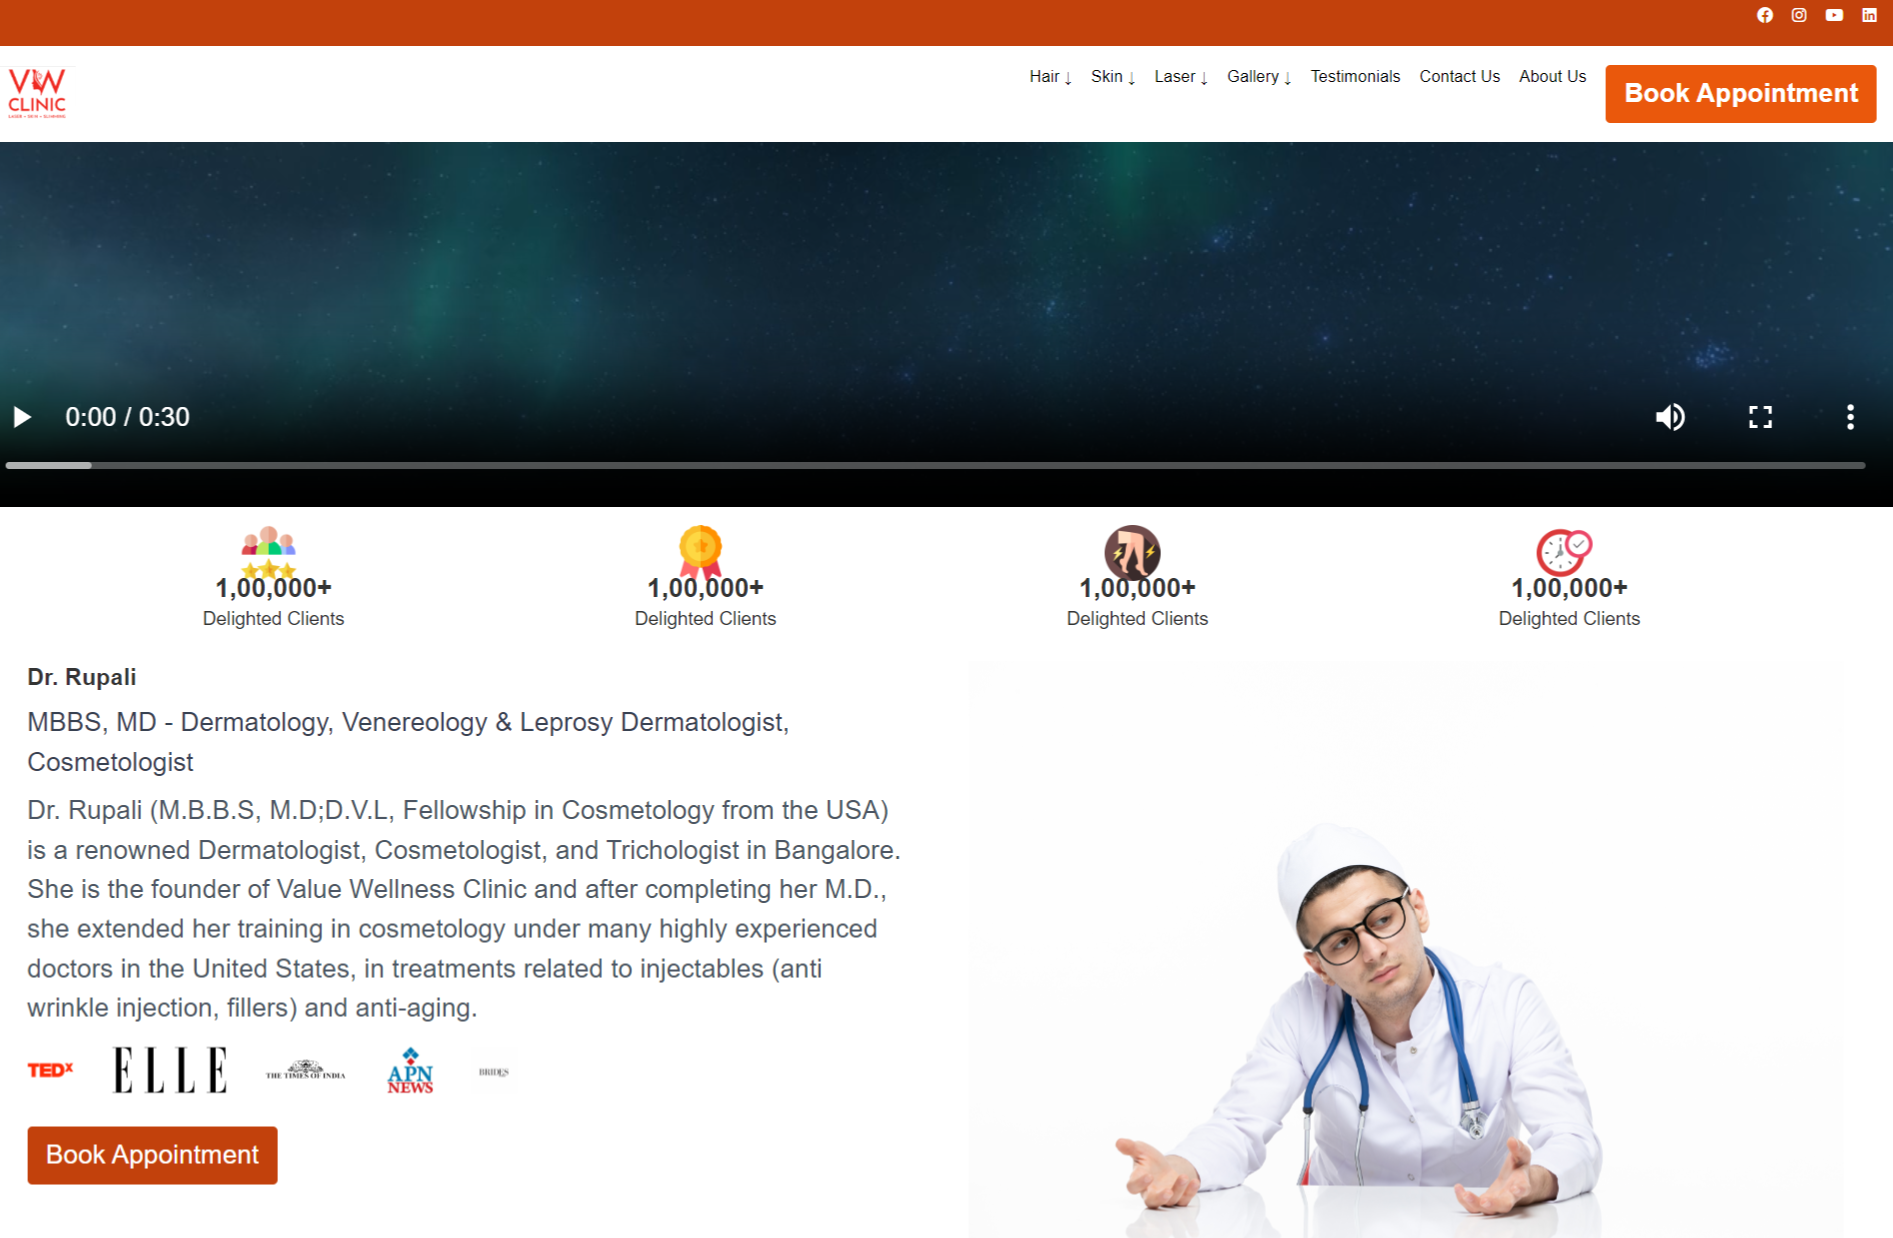 VW
CLINIC
LASER • SKIN • SLIMMING
Hair ↓ Skin ↓ Laser ↓ Gallery ↓ Testimonials Contact Us About Us Book Appointment
0:00 / 0:30
1,00,000+ 1,00,000+ 1,00,000+ 1,00,000+
Delighted Clients Delighted Clients Delighted Clients Delighted Clients
Dr. Rupali
MBBS, MD - Dermatology, Venereology & Leprosy Dermatologist,
Cosmetologist
Dr. Rupali (M.B.B.S, M.D;D.V.L, Fellowship in Cosmetology from the USA)
is a renowned Dermatologist, Cosmetologist, and Trichologist in Bangalore.
She is the founder of Value Wellness Clinic and after completing her M.D.,
she extended her training in cosmetology under many highly experienced
doctors in the United States, in treatments related to injectables (anti
wrinkle injection, fillers) and anti-aging.
TEDx ELLE THE TIMES OF INDIA APN NEWS BRIDES
Book Appointment